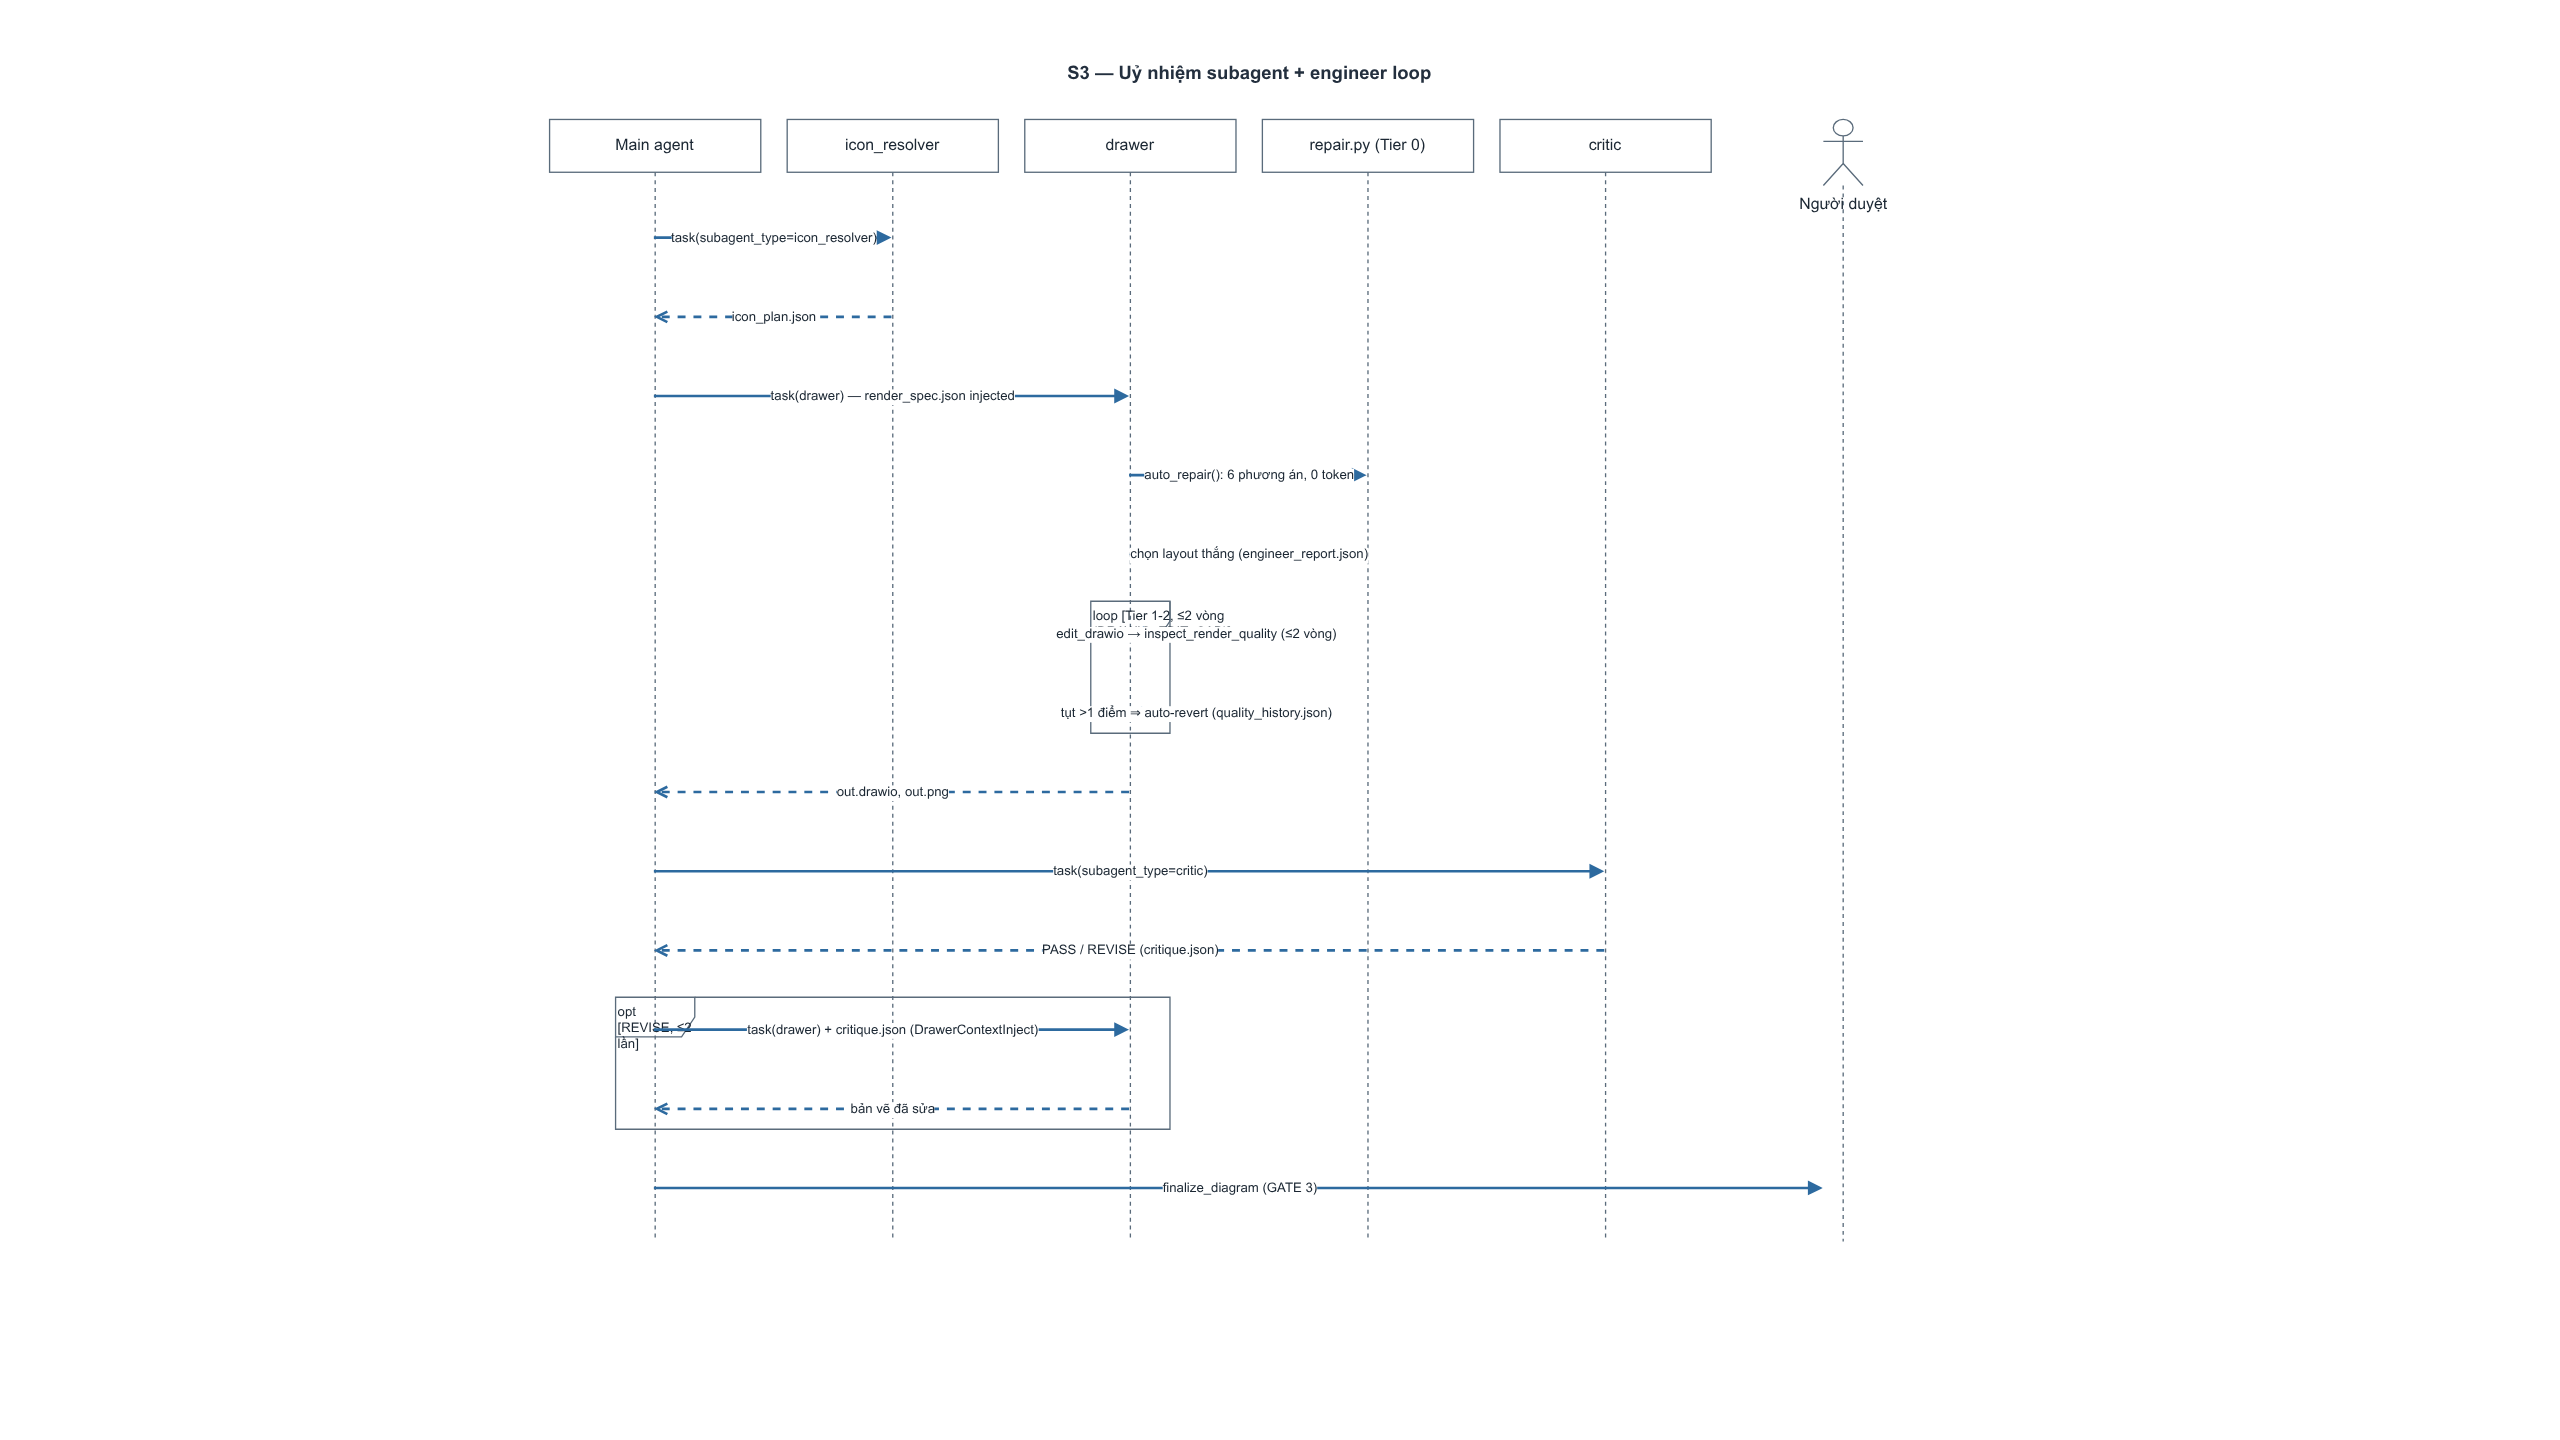 S3 — Uỷ nhiệm subagent + engineer loop
Main agent
icon_resolver
drawer
repair.py (Tier 0)
critic
Người duyệt
task(subagent_type=icon_resolver)
icon_plan.json
task(drawer) — render_spec.json injected
auto_repair(): 6 phương án, 0 token
chọn layout thắng (engineer_report.json)
loop [Tier 1-2, ≤2 vòng
edit_drawio → inspect_render_quality (≤2 vòng)
tụt >1 điểm ⇒ auto-revert (quality_history.json)
out.drawio, out.png
task(subagent_type=critic)
PASS / REVISE (critique.json)
opt
[REVISE, ≤2
lần]
task(drawer) + critique.json (DrawerContextInject)
bản vẽ đã sửa
finalize_diagram (GATE 3)